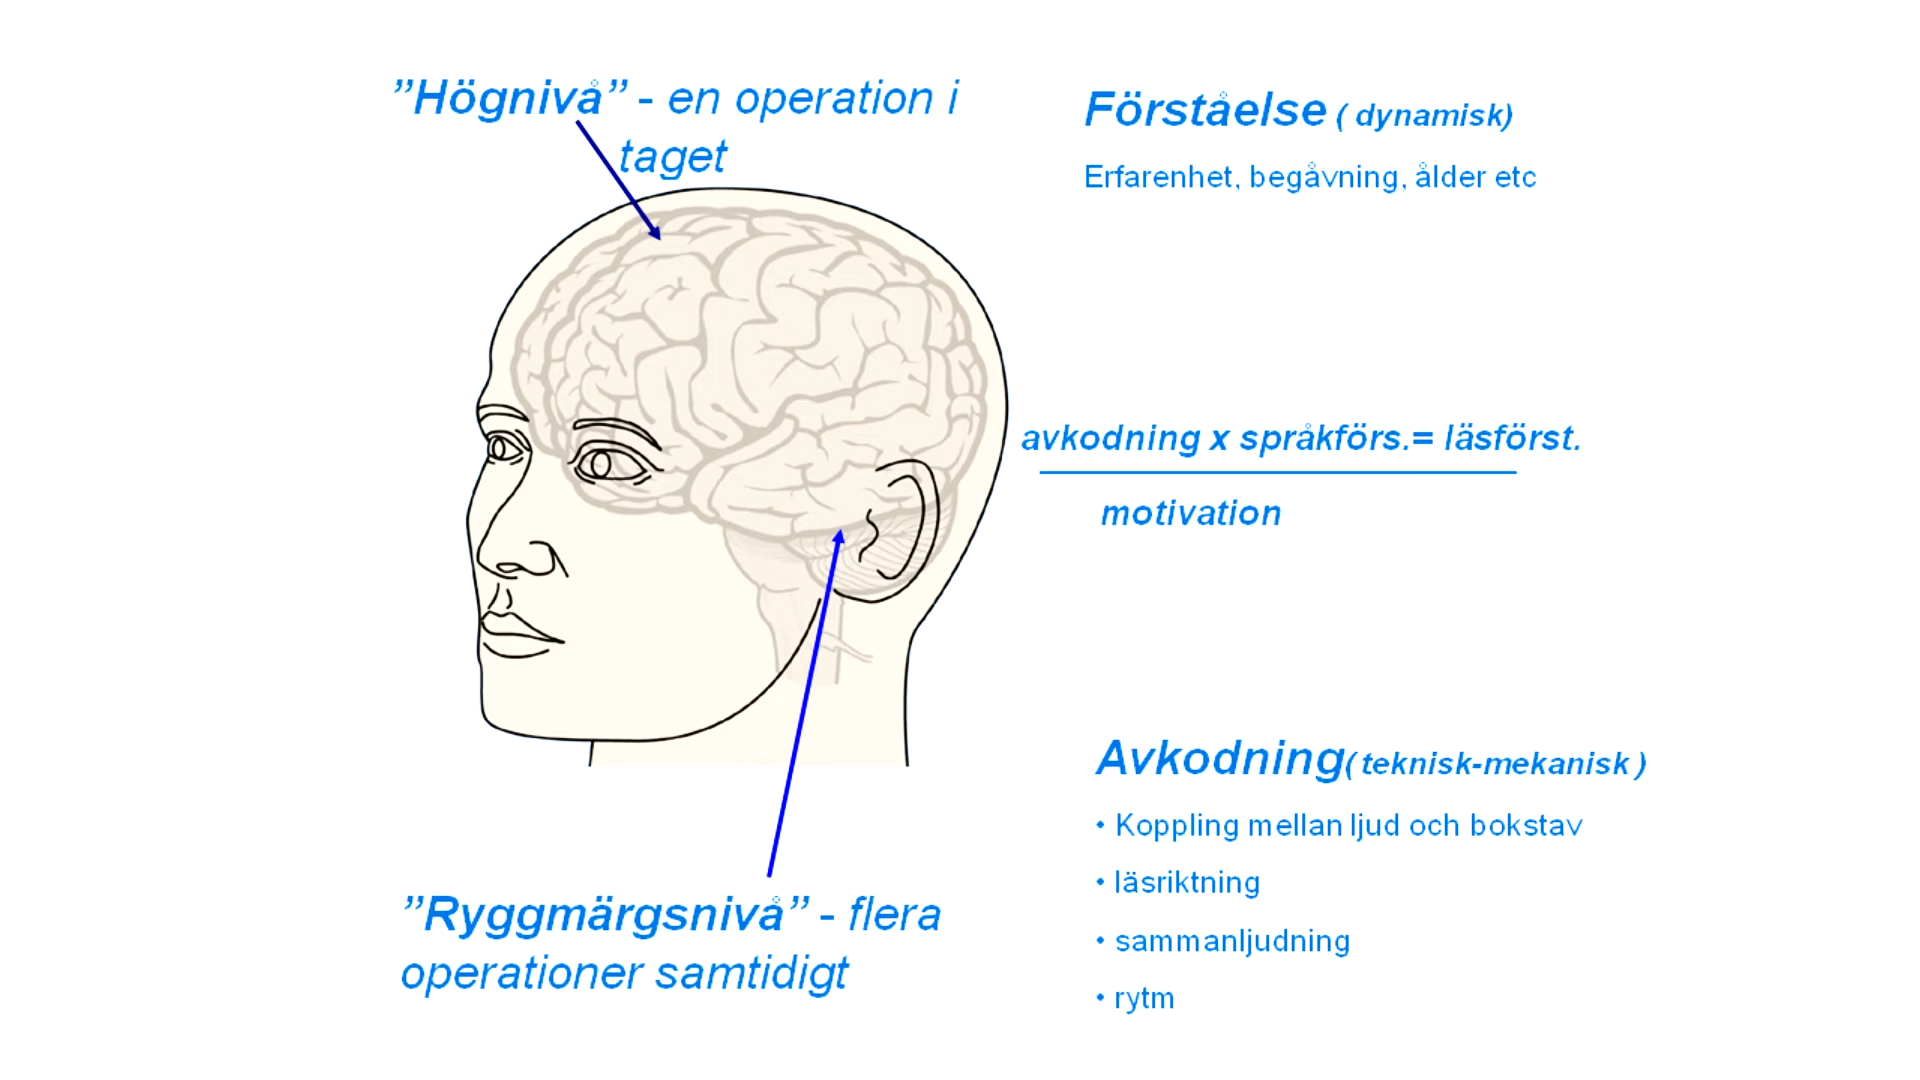 ”Högnivå” - en operation i
taget
Förståelse ( dynamisk)
Erfarenhet, begåvning, ålder etc
avkodning x språkförs.= läsförst.
motivation
”Ryggmärgsnivå” - flera
operationer samtidigt
Avkodning( teknisk-mekanisk )
• Koppling mellan ljud och bokstav
• läsriktning
• sammanljudning
• rytm